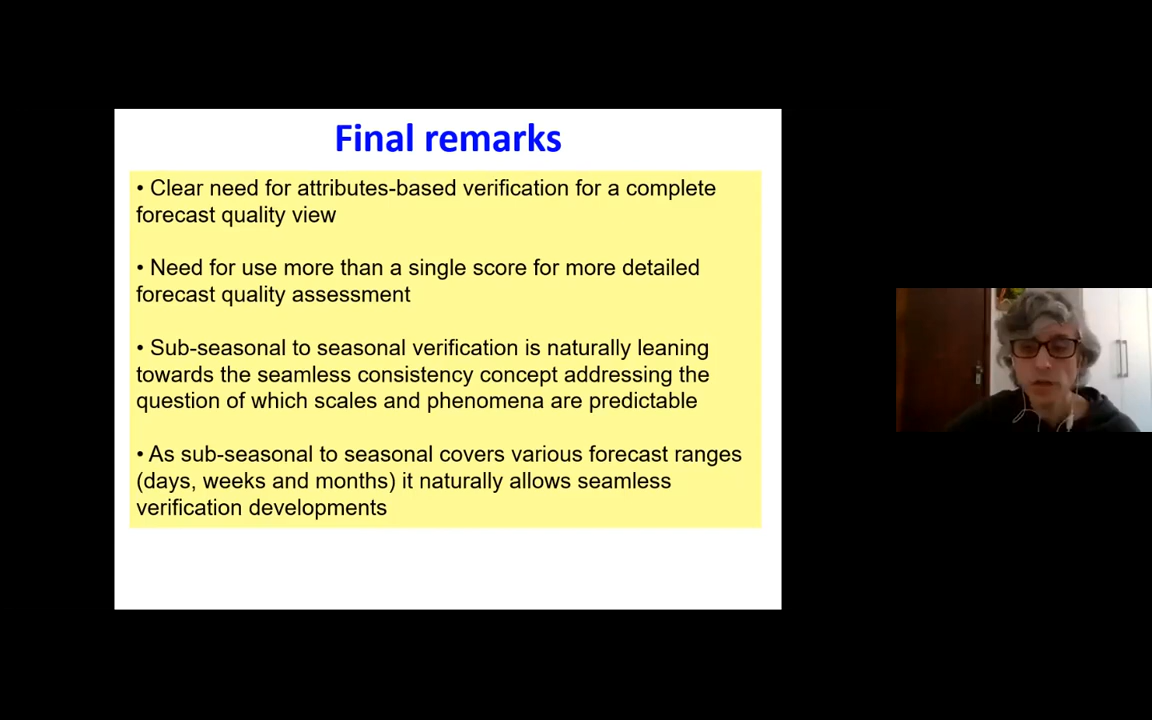 Final remarks
• Clear need for attributes-based verification for a complete
forecast quality view
• Need for use more than a single score for more detailed
forecast quality assessment
• Sub-seasonal to seasonal verification is naturally leaning
towards the seamless consistency concept addressing the
question of which scales and phenomena are predictable
• As sub-seasonal to seasonal covers various forecast ranges
(days, weeks and months) it naturally allows seamless
verification developments